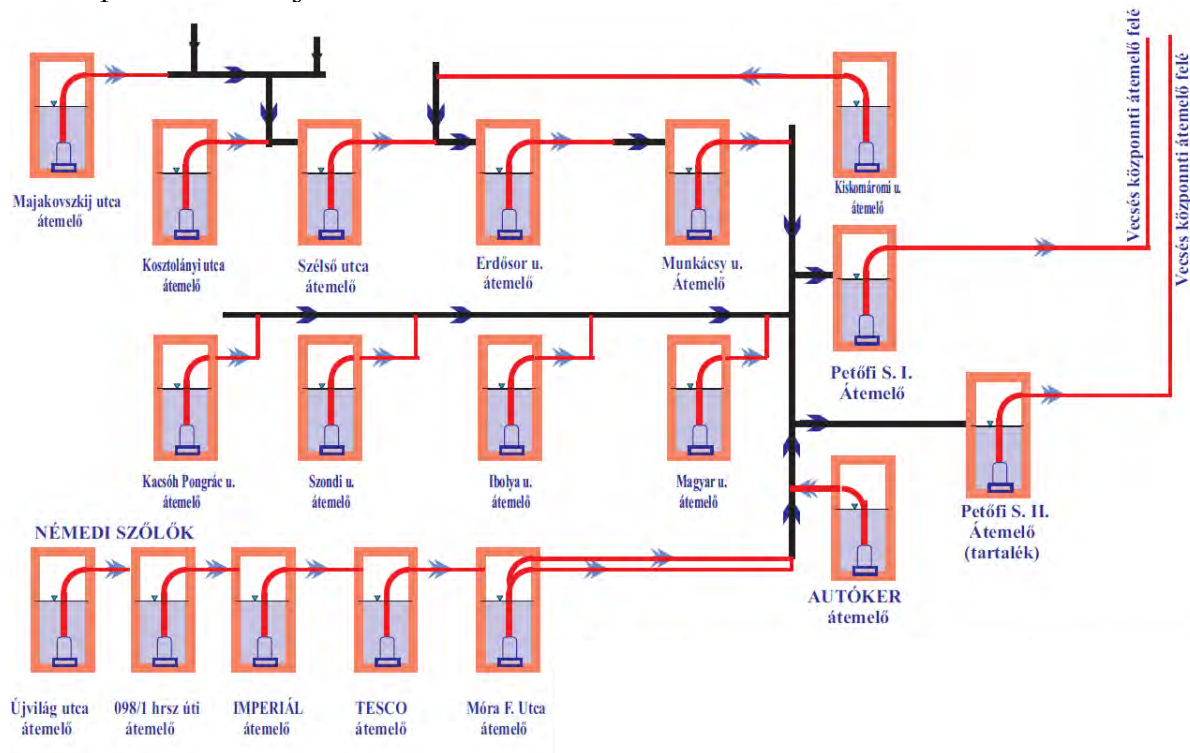 Majakovszkij utca
átemelő
Kosztolányi utca
átemelő
Szélső utca
átemelő
Erdősor u.
átemelő
Munkácsy u.
Átemelő
Kiskomáromi u.
átemelő
Vecsés közponnti átemelő felé
Vecsés közponnti átemelő felé
Petőfi S. I.
Átemelő
Kacsóh Pongrác u.
átemelő
Szondi u.
átemelő
Ibolya u.
átemelő
Magyar u.
átemelő
Petőfi S. II.
Átemelő
(tartalék)
NÉMEDI SZŐLŐK
AUTÓKER
átemelő
Újvilág utca
átemelő
098/1 hrsz úti
átemelő
IMPERIÁL
átemelő
TESCO
átemelő
Móra F. Utca
átemelő